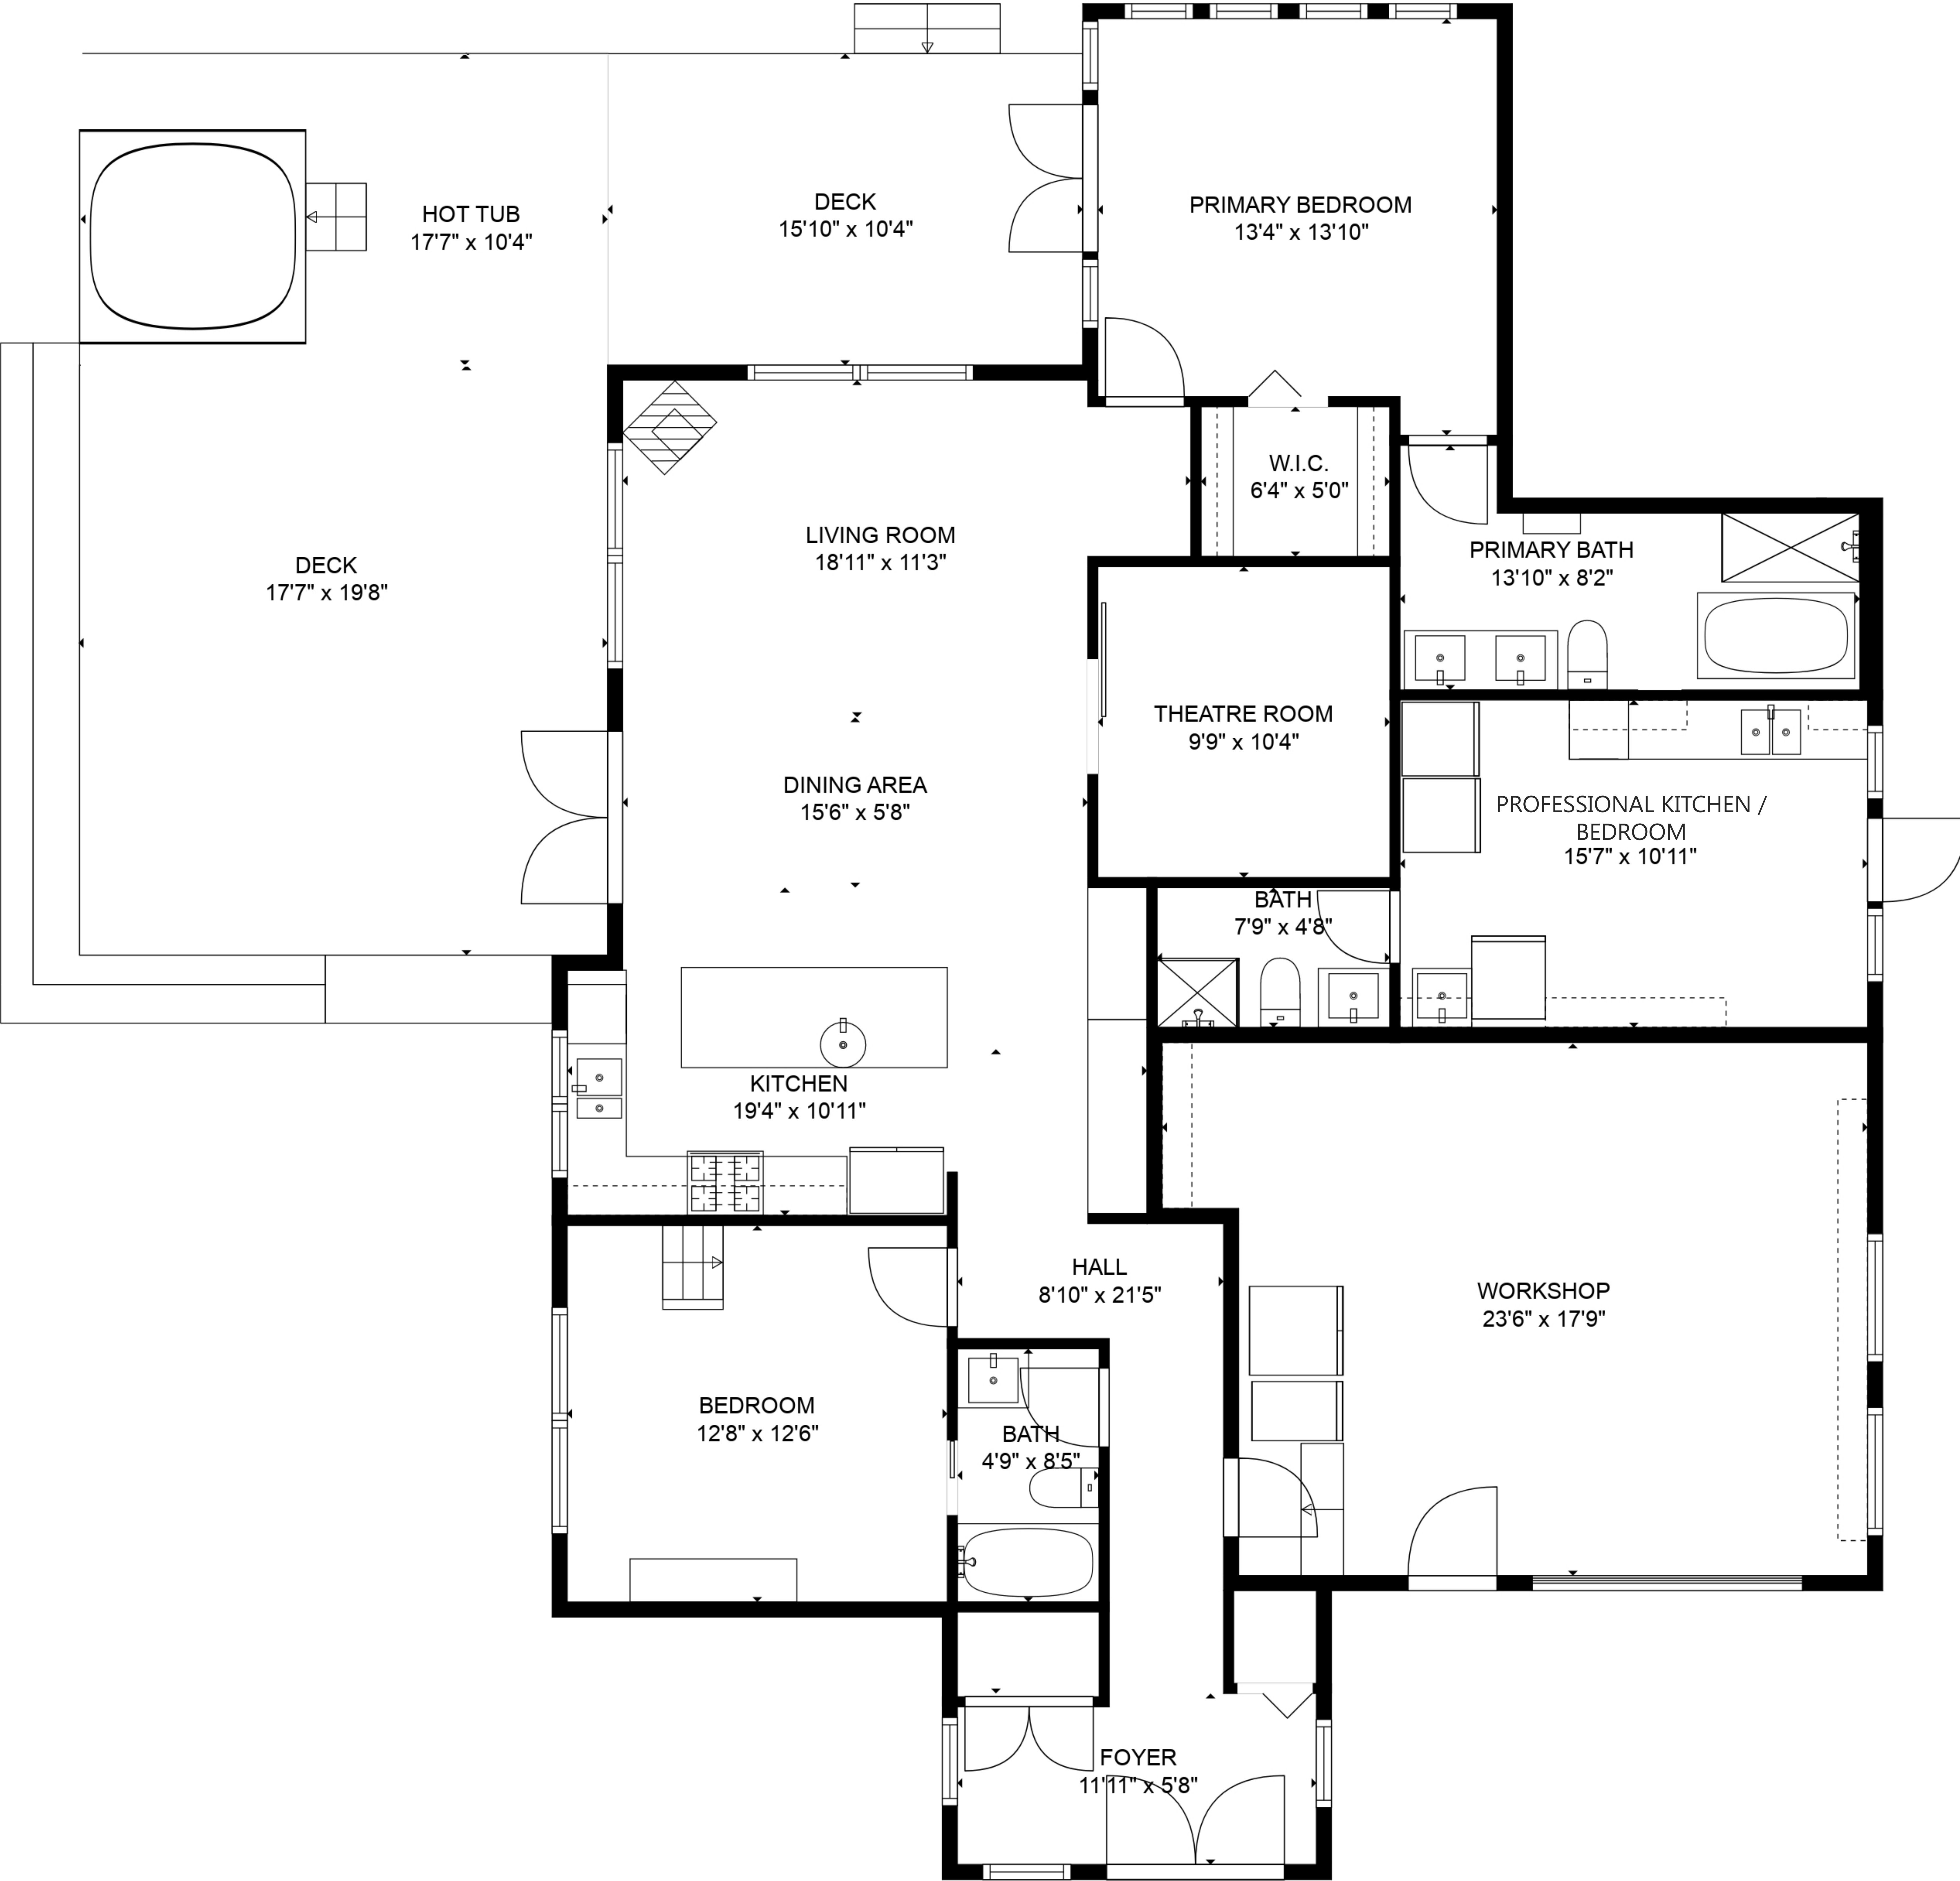 HOT TUB
17'7" x 10'4"
DECK
15'10" x 10'4"
PRIMARY BEDROOM
13'4" x 13'10"
W.I.C.
6'4" x 5'0"
LIVING ROOM
18'11" x 11'3"
DECK
17'7" x 19'8"
PRIMARY BATH
13'10" x 8'2"
THEATRE ROOM
9'9" x 10'4"
DINING AREA
15'6" x 5'8"
PROFESSIONAL KITCHEN /
BEDROOM
15'7" x 10'11"
BATH
7'9" x 4'8"
KITCHEN
19'4" x 10'11"
HALL
8'10" x 21'5"
WORKSHOP
23'6" x 17'9"
BEDROOM
12'8" x 12'6"
BATH
4'9" x 8'5"
FOYER
11'11" x 5'8"